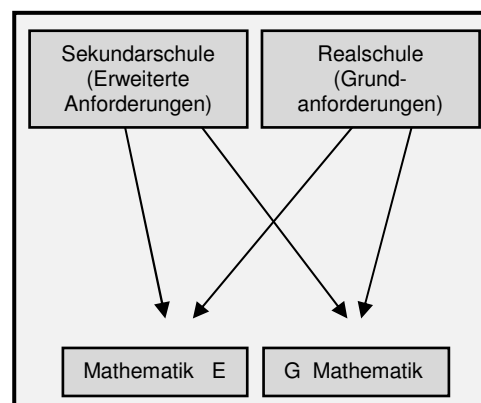 Sekundarschule
(Erweiterte
Anforderungen)
Realschule
(Grund-
anforderungen)
Mathematik E
G Mathematik